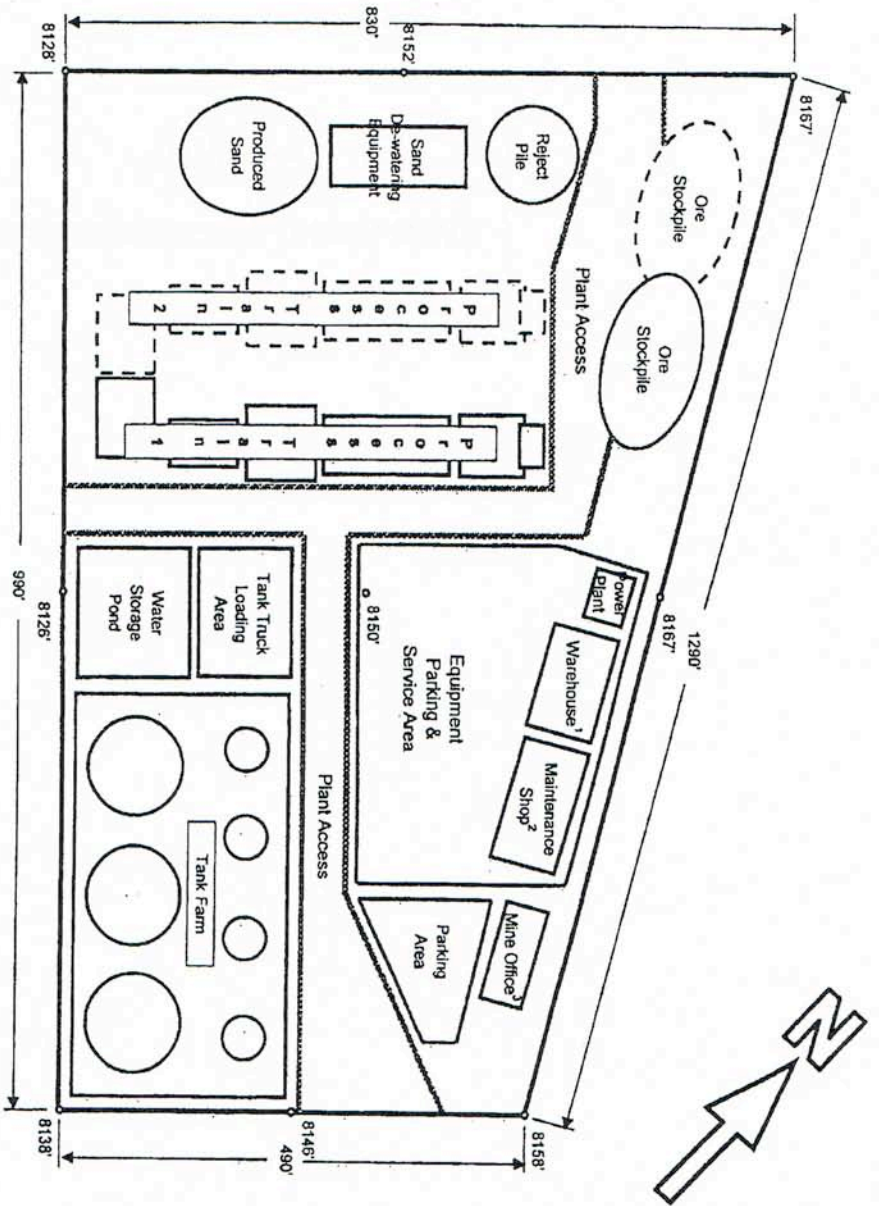 830'
8128'
8152'
8167'
Produced
Sand
Sand
De-watering
Equipment
Reject
Pile
Ore
Stockpile
Ore
Stockpile
Plant Access
Process Train 2
Process Train 1
990'
8126'
1290'
8167'
Water
Storage
Pond
Tank Truck
Loading
Area
8150'
Equipment
Parking &
Service Area
Power
Plant
Warehouse¹
Maintenance
Shop²
Plant Access
Tank Farm
Parking
Area
Mine Office³
N
8138'
8146'
490'
8158'